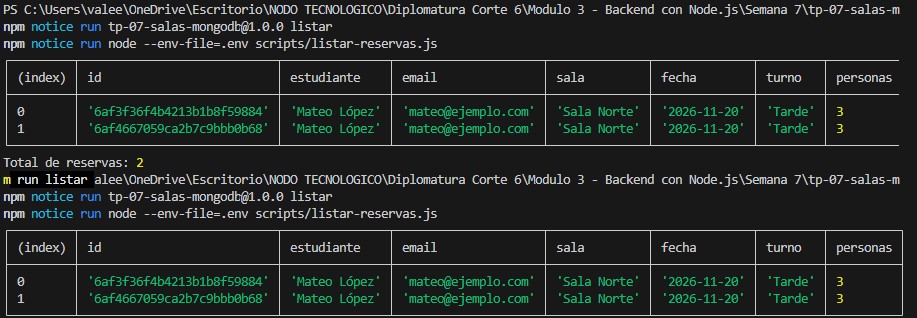 PS C:\Users\valee\OneDrive\Escritorio\NODO TECNOLOGICO\Diplomatura Corte 6\Modulo 3 - Backend con Node.js\Semana 7\tp-07-salas-m
npm notice run tp-07-salas-mongodb@1.0.0 listar
npm notice run node --env-file=.env scripts/listar-reservas.js
(index) id estudiante email sala fecha turno personas
0 '6af3f36f4b4213b1b8f59884' 'Mateo López' 'mateo@ejemplo.com' 'Sala Norte' '2026-11-20' 'Tarde' 3
1 '6af4667059ca2b7c9bbb0b68' 'Mateo López' 'mateo@ejemplo.com' 'Sala Norte' '2026-11-20' 'Tarde' 3
Total de reservas: 2
m run listar alee\OneDrive\Escritorio\NODO TECNOLOGICO\Diplomatura Corte 6\Modulo 3 - Backend con Node.js\Semana 7\tp-07-salas-m
npm notice run tp-07-salas-mongodb@1.0.0 listar
npm notice run node --env-file=.env scripts/listar-reservas.js
(index) id estudiante email sala fecha turno personas
0 '6af3f36f4b4213b1b8f59884' 'Mateo López' 'mateo@ejemplo.com' 'Sala Norte' '2026-11-20' 'Tarde' 3
1 '6af4667059ca2b7c9bbb0b68' 'Mateo López' 'mateo@ejemplo.com' 'Sala Norte' '2026-11-20' 'Tarde' 3